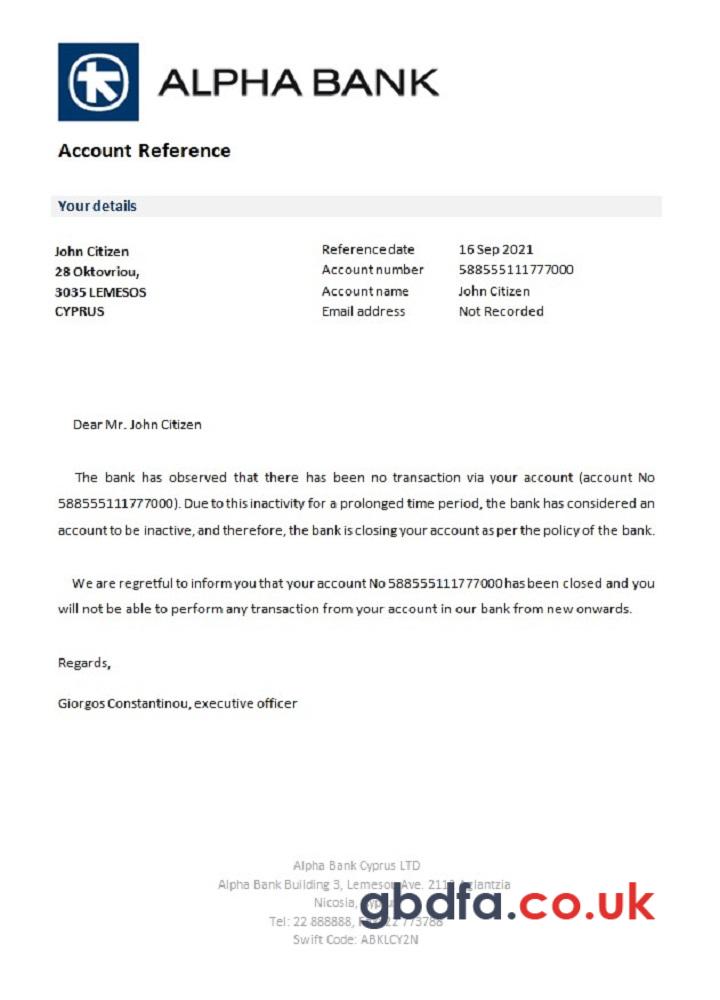 ALPHA BANK
Account Reference
Your details
John Citizen
28 Oktovriou,
3035 LEMESOS
CYPRUS
Reference date 16 Sep 2021
Account number 588555111777000
Account name John Citizen
Email address Not Recorded
Dear Mr. John Citizen
The bank has observed that there has been no transaction via your account (account No
588555111777000). Due to this inactivity for a prolonged time period, the bank has considered an
account to be inactive, and therefore, the bank is closing your account as per the policy of the bank.
We are regretful to inform you that your account No 588555111777000 has been closed and you
will not be able to perform any transaction from your account in our bank from new onwards.
Regards,
Giorgos Constantinou, executive officer
Alpha Bank Cyprus LTD
Alpha Bank Building 3, Lemesou Ave.
Nicosia,
Tel: 22 888888, 22 773788
Swift Code: ABKLCY2N
gbdfa.co.uk